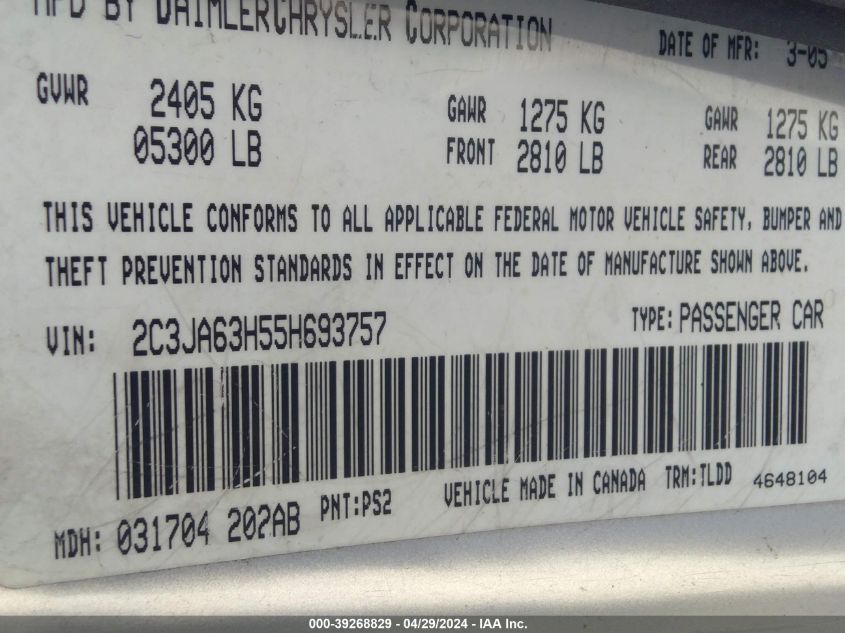 MFD BY DAIMLERCHRYSLER CORPORATION DATE OF MFR: 3-05
GVWR 2405 KG GAWR 1275 KG GAWR 1275 KG
05300 LB FRONT 2810 LB REAR 2810 LB
THIS VEHICLE CONFORMS TO ALL APPLICABLE FEDERAL MOTOR VEHICLE SAFETY, BUMPER AND
THEFT PREVENTION STANDARDS IN EFFECT ON THE DATE OF MANUFACTURE SHOWN ABOVE.
VIN: 2C3JA63H55H693757 TYPE: PASSENGER CAR
MDH: 031704 202AB PNT:PS2 VEHICLE MADE IN CANADA TRM:TLDD 4648104
000-39268829 - 04/29/2024 - IAA Inc.